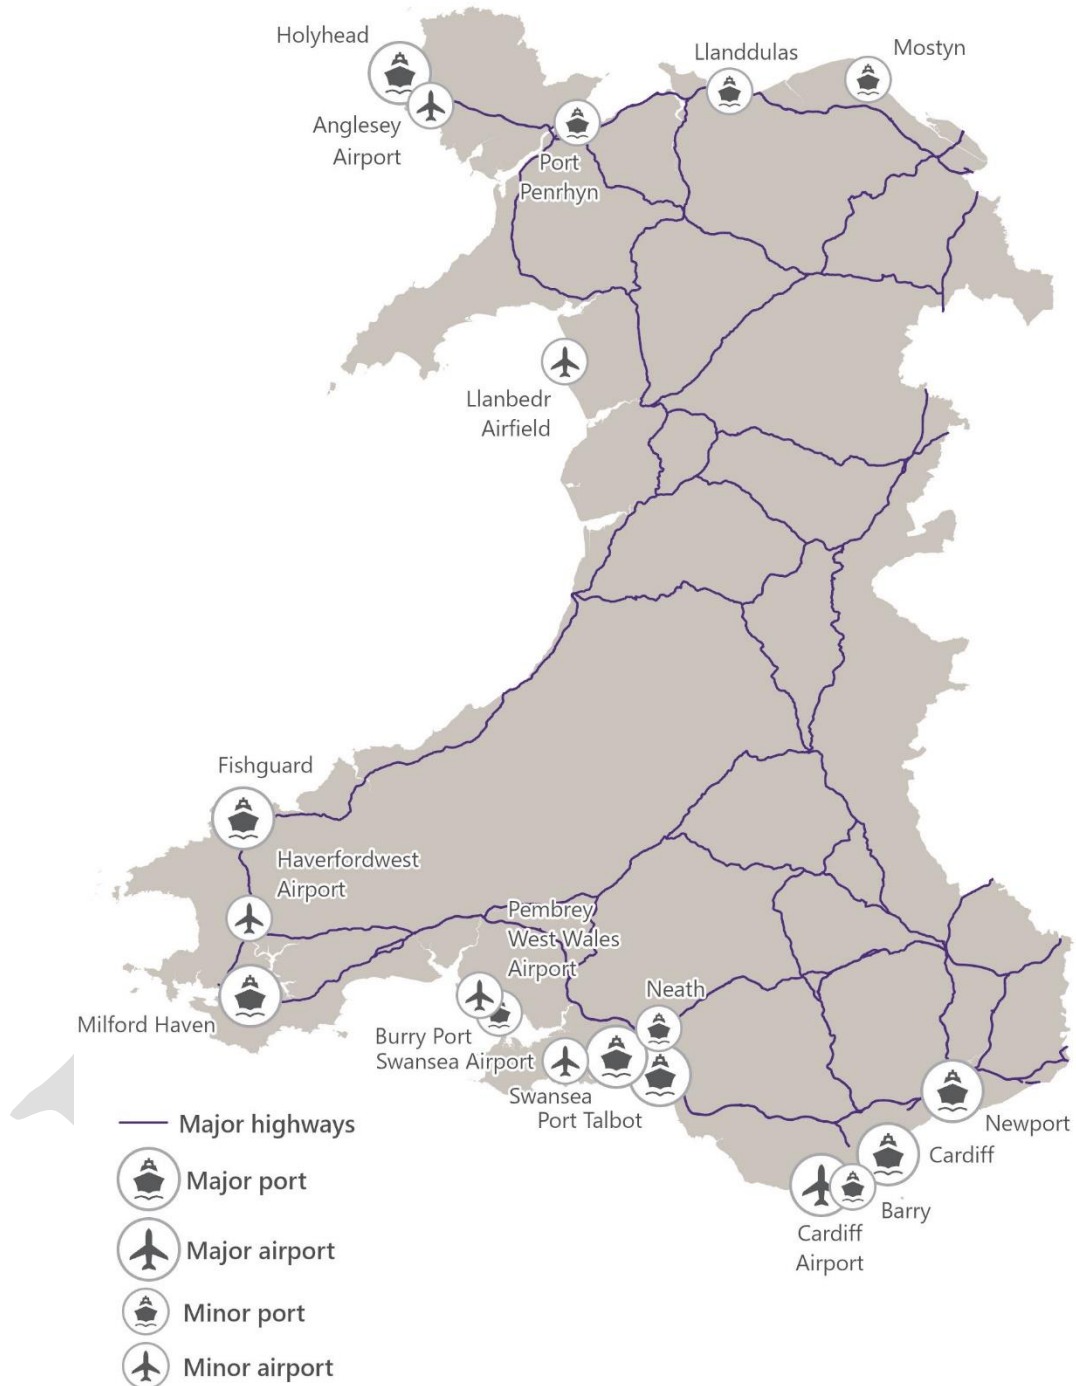 Holyhead
Llanddulas
Mostyn
Anglesey
Airport
Port
Penrhyn
Llanbedr
Airfield
Fishguard
Haverfordwest
Airport
Pembrey
West Wales
Airport
Neath
Milford Haven
Burry Port
Swansea Airport
Swansea
Port Talbot
Newport
Cardiff
Barry
Cardiff
Airport
Major highways
Major port
Major airport
Minor port
Minor airport